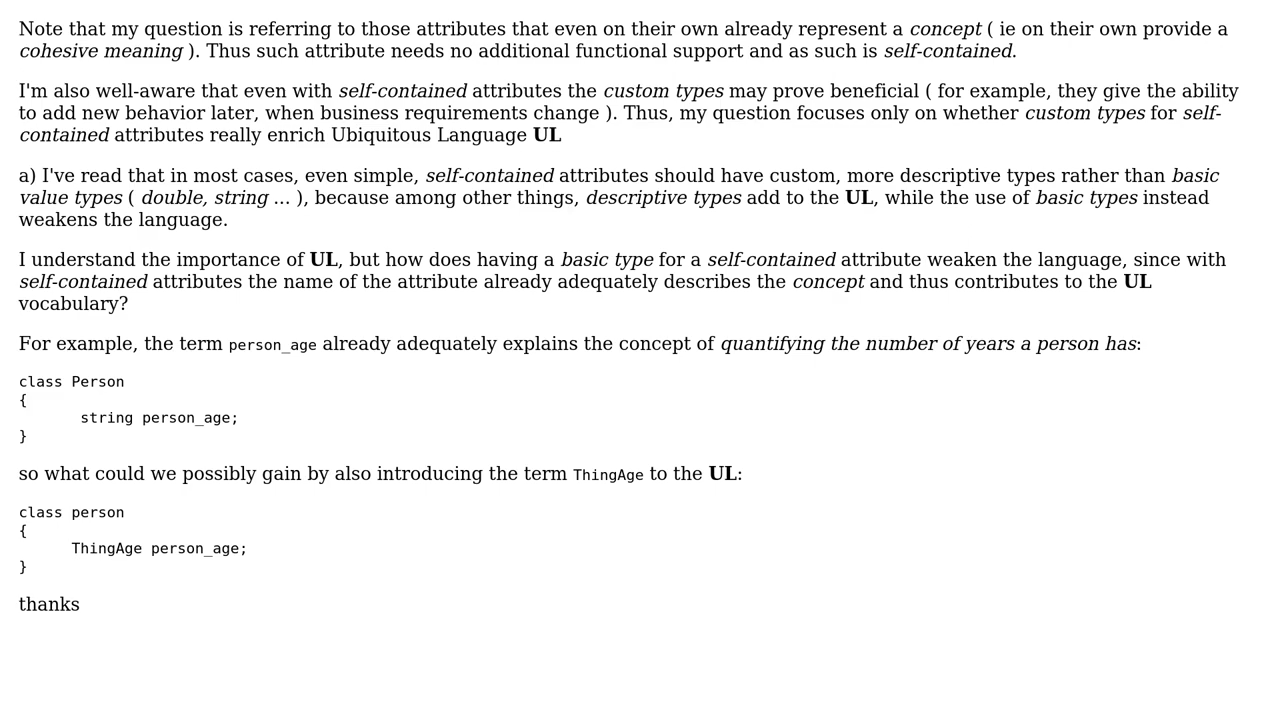 Note that my question is referring to those attributes that even on their own already represent a concept ( ie on their own provide a
cohesive meaning ). Thus such attribute needs no additional functional support and as such is self-contained.
I'm also well-aware that even with self-contained attributes the custom types may prove beneficial ( for example, they give the ability
to add new behavior later, when business requirements change ). Thus, my question focuses only on whether custom types for self-
contained attributes really enrich Ubiquitous Language UL
a) I've read that in most cases, even simple, self-contained attributes should have custom, more descriptive types rather than basic
value types ( double, string ... ), because among other things, descriptive types add to the UL, while the use of basic types instead
weakens the language.
I understand the importance of UL, but how does having a basic type for a self-contained attribute weaken the language, since with
self-contained attributes the name of the attribute already adequately describes the concept and thus contributes to the UL
vocabulary?
For example, the term person_age already adequately explains the concept of quantifying the number of years a person has:
class Person
{
       string person_age;
}
so what could we possibly gain by also introducing the term ThingAge to the UL:
class person
{
      ThingAge person_age;
}
thanks